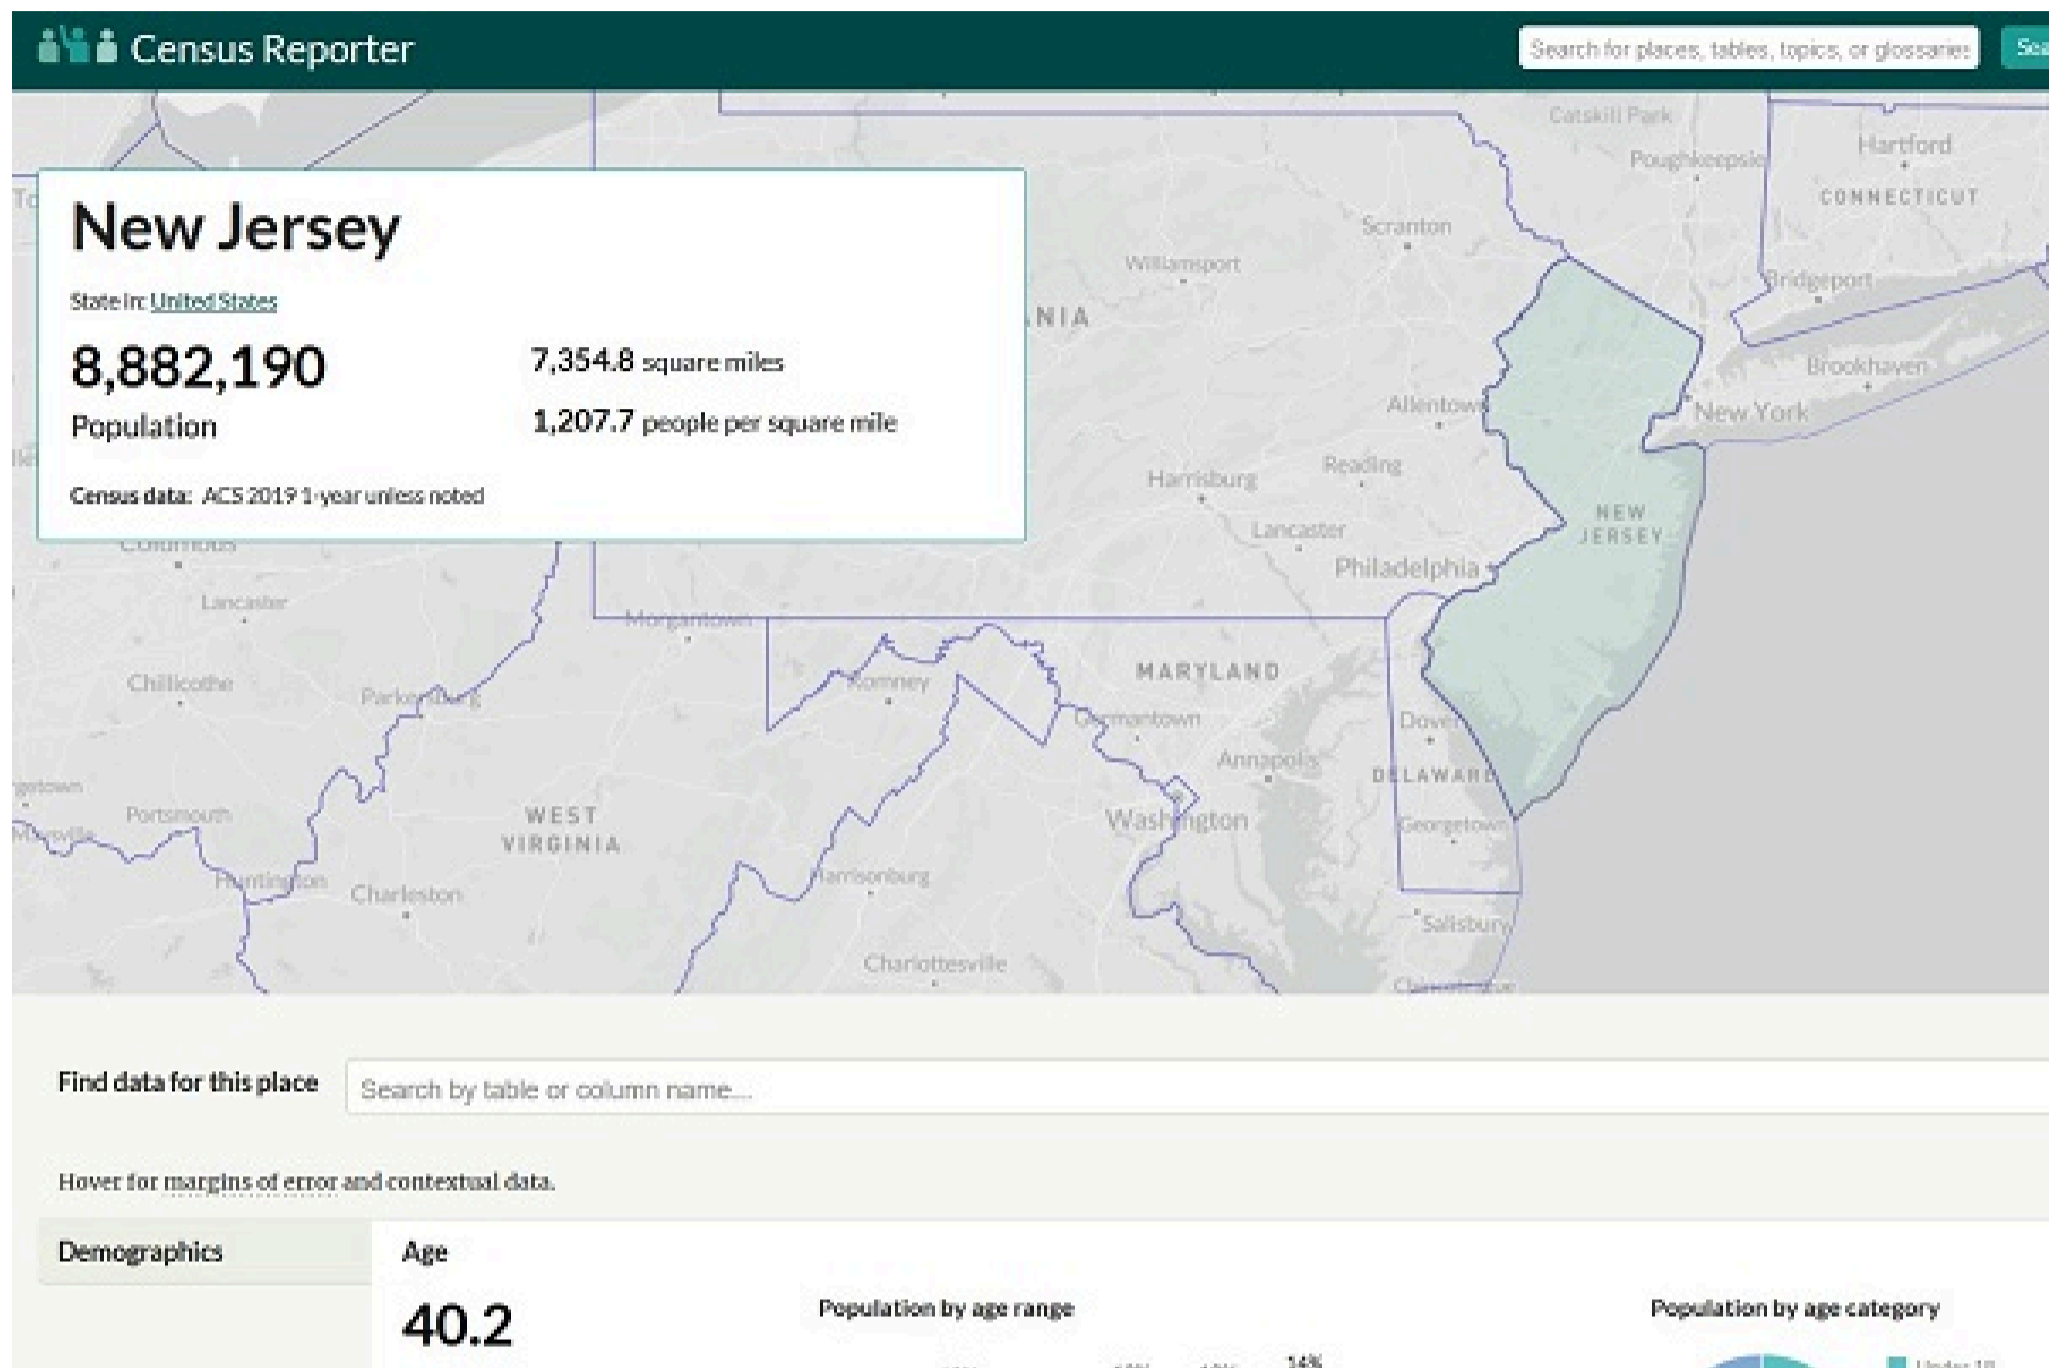 Census Reporter
Search for places, tables, topics, or glossaries
Catskill Park
Poughkeepsie
Hartford
CONNECTICUT
New Jersey
Scranton
Williamsport
Bridgeport
State in: United States
NIA
8,882,190
7,354.8 square miles
Brookhaven
Population
1,207.7 people per square mile
Allentown
New York
Reading
Harrisburg
Census data: ACS 2019 1-year unless noted
NEW
JERSEY
Lancaster
Columbus
Philadelphia
Lancaster
Morgantown
MARYLAND
Chillicothe
Parkersburg
Romney
Germantown
Dover
Annapolis
DELAWARE
Portsmouth
WEST
VIRGINIA
Washington
Georgetown
Huntington
Charleston
Harrisonburg
Salisbury
Charlottesville
Find data for this place
Search by table or column name...
Hover for margins of error and contextual data.
Demographics
Age
40.2
Population by age range
Population by age category
14%